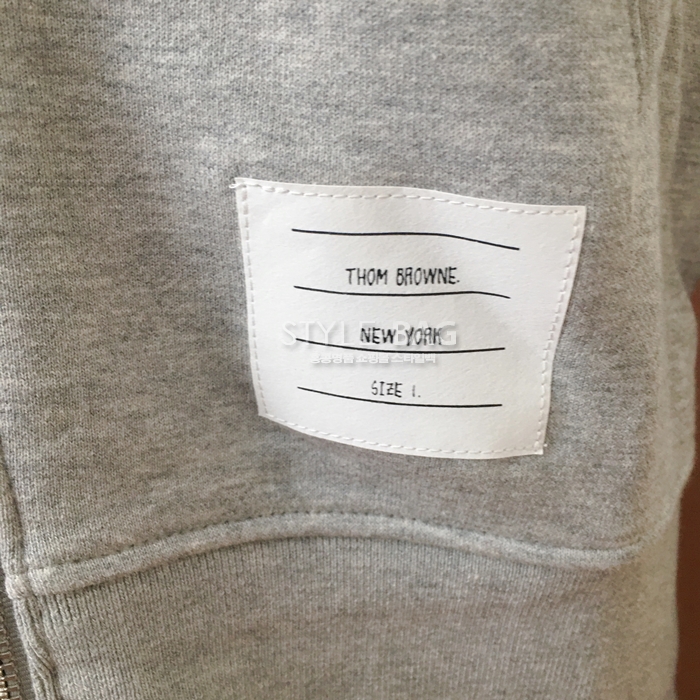 THOM BROWNE.
STYLE BAG
NEW YORK
SIZE 1.